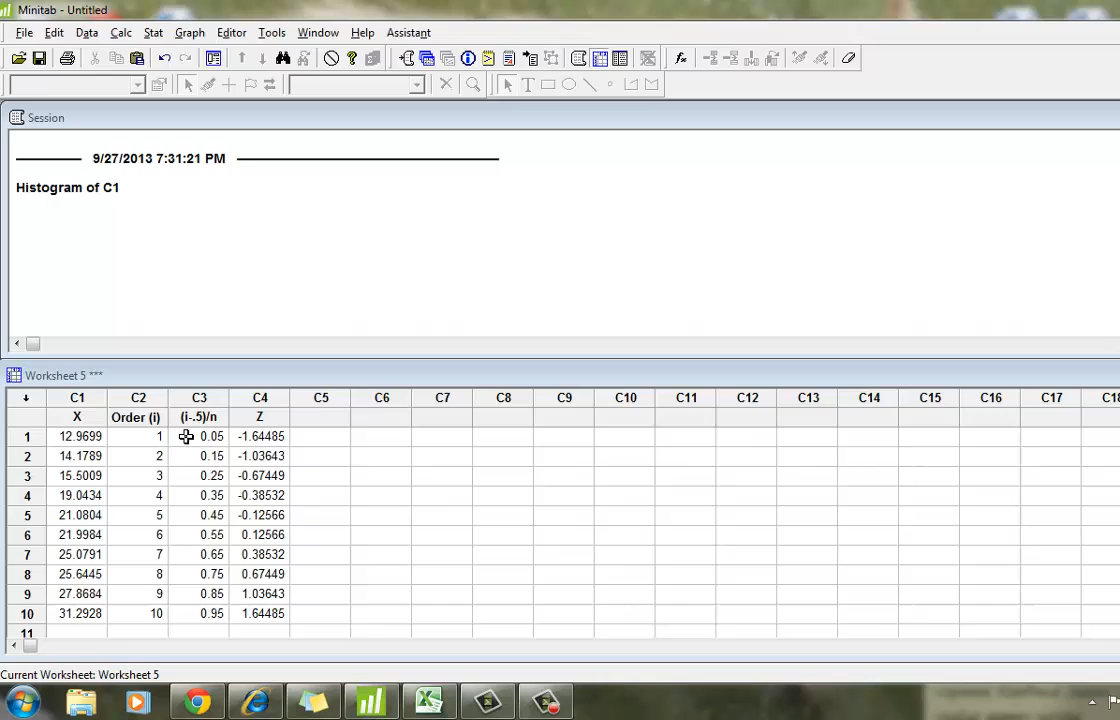 Minitab - Untitled
File Edit Data Calc Stat Graph Editor Tools Window Help Assistant
Session
9/27/2013 7:31:21 PM
Histogram of C1
Worksheet 5 ***
C1 C2 C3 C4 C5 C6 C7 C8 C9 C10 C11 C12 C13 C14 C15 C16 C17 C18
X Order (i) (i-.5)/n Z
1 12.9699 1 0.05 -1.64485
2 14.1789 2 0.15 -1.03643
3 15.5009 3 0.25 -0.67449
4 19.0434 4 0.35 -0.38532
5 21.0804 5 0.45 -0.12566
6 21.9984 6 0.55 0.12566
7 25.0791 7 0.65 0.38532
8 25.6445 8 0.75 0.67449
9 27.8684 9 0.85 1.03643
10 31.2928 10 0.95 1.64485
11
Current Worksheet: Worksheet 5